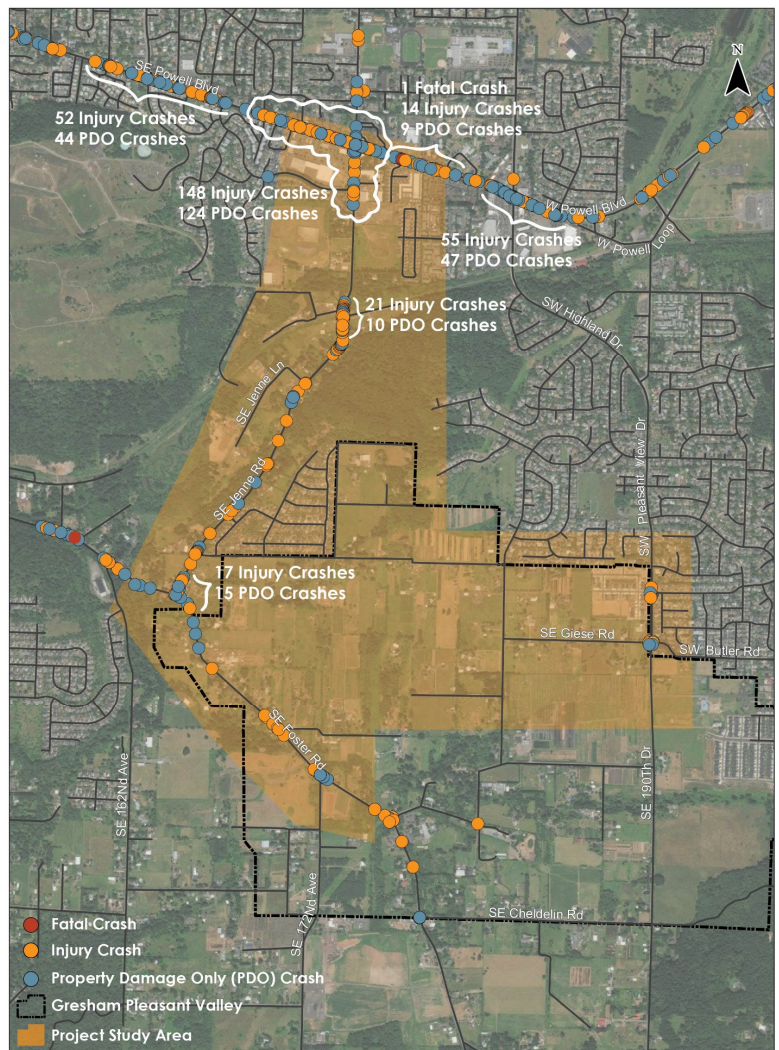 N
SE Powell Blvd
1 Fatal Crash
14 Injury Crashes
9 PDO Crashes
52 Injury Crashes
44 PDO Crashes
148 Injury Crashes
124 PDO Crashes
W Powell Blvd
W Powell Loop
55 Injury Crashes
47 PDO Crashes
21 Injury Crashes
10 PDO Crashes
SW Highland Dr
SE Jenne Ln
SW Pleasant View Dr
SE Jenne Rd
17 Injury Crashes
15 PDO Crashes
SE Giese Rd
SW Butler Rd
SE Foster Rd
SE 162Nd Ave
SE 190Th Dr
SE 172Nd Ave
SE Cheldelin Rd
Fatal Crash
Injury Crash
Property Damage Only (PDO) Crash
Gresham Pleasant Valley
Project Study Area